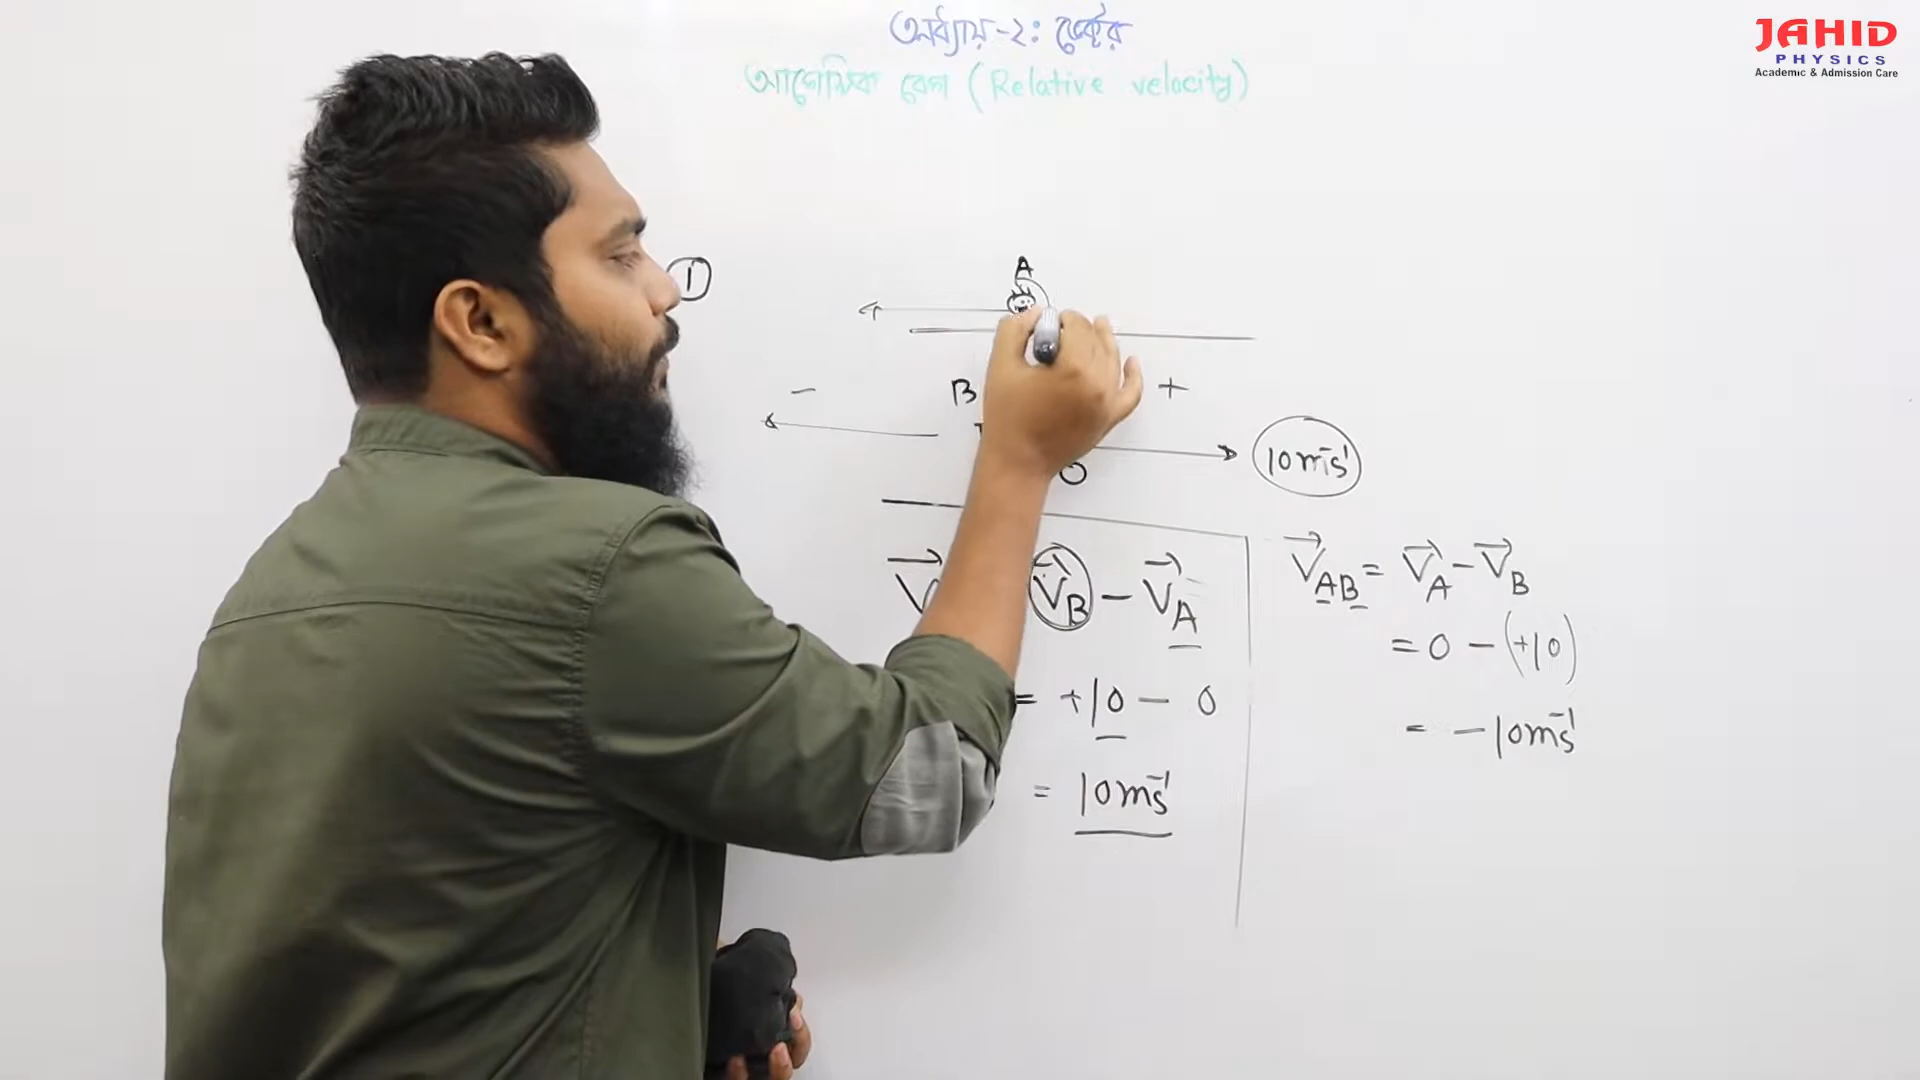 অধ্যায়-২: ভেক্টর
আপেক্ষিক বেগ (Relative velocity)
JAHID
PHYSICS
Academic & Admission Care
1
A
B
-
+
10ms⁻¹
V⃗ V⃗B - V⃗A
= +10 - 0
= 10ms⁻¹
V⃗AB = V⃗A - V⃗B
= 0 - (+10)
= -10ms⁻¹